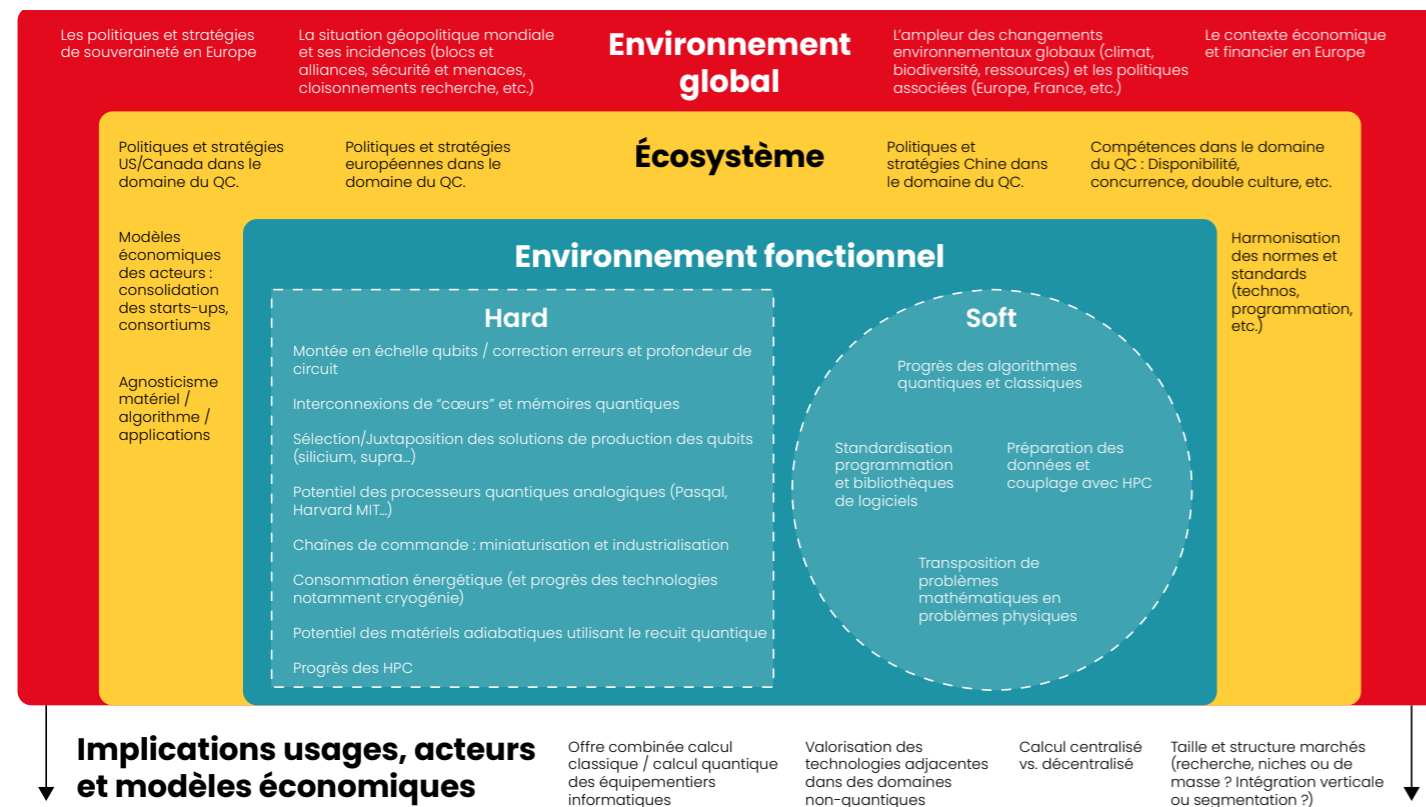 Les politiques et stratégies
de souveraineté en Europe
La situation géopolitique mondiale
et ses incidences (blocs et
alliances, sécurité et menaces,
cloisonnements recherche, etc.)
Environnement
global
L'ampleur des changements
environnementaux globaux (climat,
biodiversité, ressources) et les politiques
associées (Europe, France, etc.)
Le contexte économique
et financier en Europe
Politiques et stratégies
US/Canada dans le
domaine du QC.
Politiques et stratégies
européennes dans le
domaine du QC.
Écosystème
Politiques et
stratégies Chine dans
le domaine du QC.
Compétences dans le domaine
du QC : Disponibilité,
concurrence, double culture, etc.
Modèles
économiques
des acteurs :
consolidation
des starts-ups,
consortiums
Agnosticisme
matériel /
algorithme /
applications
Environnement fonctionnel
Hard
Montée en échelle qubits / correction erreurs et profondeur de
circuit
Interconnexions de “cœurs” et mémoires quantiques
Sélection/Juxtaposition des solutions de production des qubits
(silicium, supra…)
Potentiel des processeurs quantiques analogiques (Pasqal,
Harvard MIT…)
Chaînes de commande : miniaturisation et industrialisation
Consommation énergétique (et progrès des technologies
notamment cryogénie)
Potentiel des matériels adiabatiques utilisant le recuit quantique
Progrès des HPC
Soft
Progrès des algorithmes
quantiques et classiques
Standardisation
programmation
et bibliothèques
de logiciels
Préparation des
données et
couplage avec HPC
Transposition de
problèmes
mathématiques en
problèmes physiques
Harmonisation
des normes et
standards
(technos,
programmation,
etc.)
Implications usages, acteurs
et modèles économiques
Offre combinée calcul
classique / calcul quantique
des équipementiers
informatiques
Valorisation des
technologies adjacentes
dans des domaines
non-quantiques
Calcul centralisé
vs. décentralisé
Taille et structure marchés
(recherche, niches ou de
masse ? Intégration verticale
ou segmentation ?)